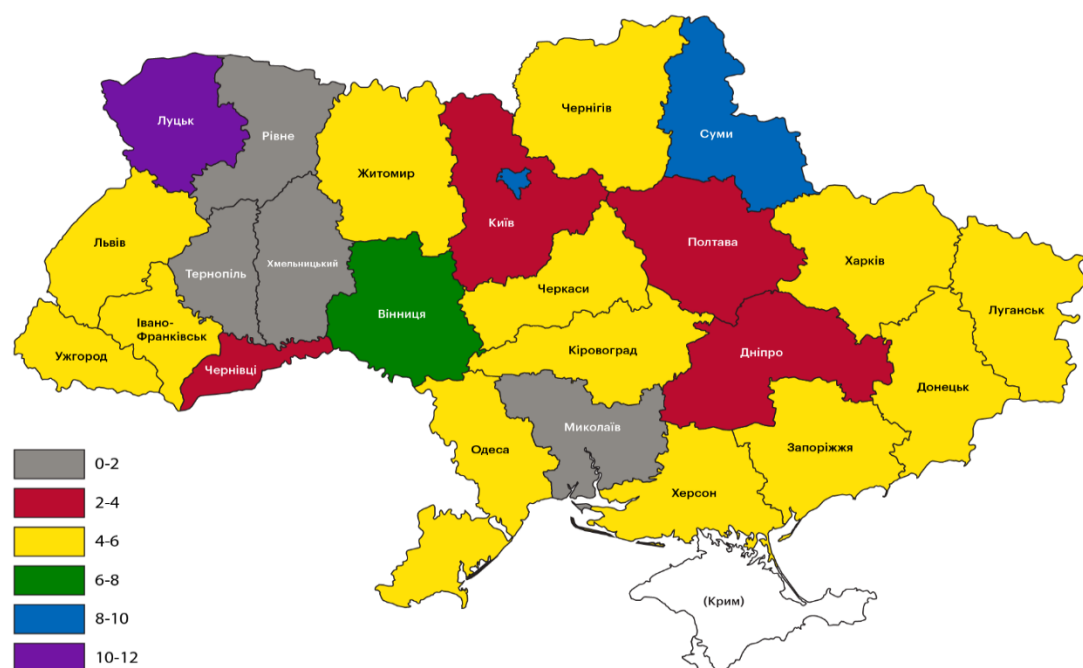 Чернігів
Луцьк
Суми
Рівне
Житомир
Київ
Львів
Полтава
Харків
Тернопіль
Хмельницький
Черкаси
Луганськ
Вінниця
Івано-
Франківськ
Ужгород
Кіровоград
Дніпро
Чернівці
Донецьк
Миколаїв
Запоріжжя
Одеса
Херсон
(Крим)
0-2
2-4
4-6
6-8
8-10
10-12